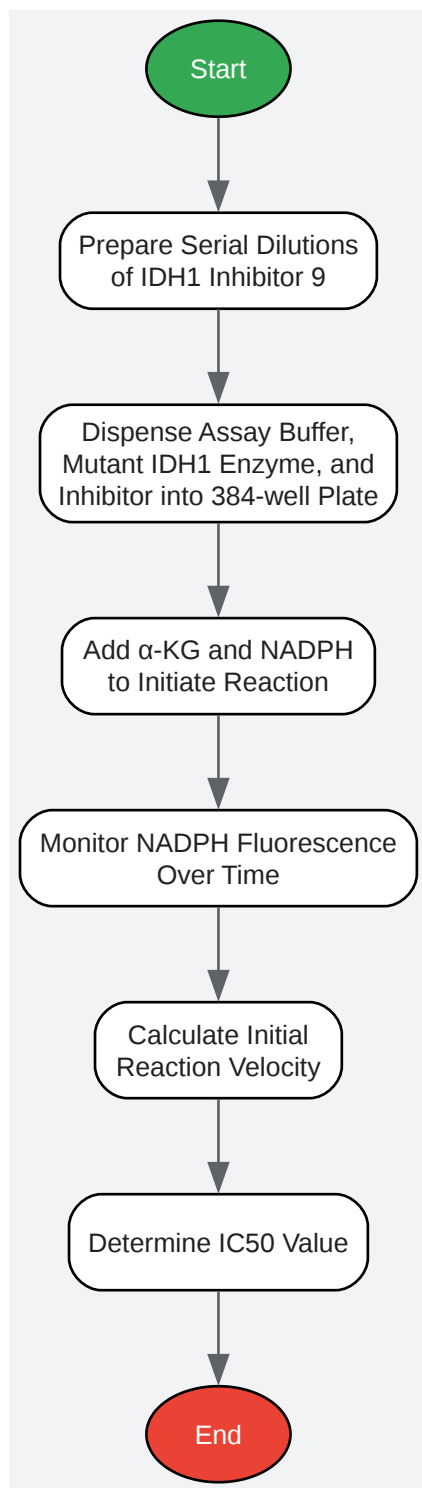 Start
Prepare Serial Dilutions
of IDH1 Inhibitor 9
Dispense Assay Buffer,
Mutant IDH1 Enzyme, and
Inhibitor into 384-well Plate
Add α-KG and NADPH
to Initiate Reaction
Monitor NADPH Fluorescence
Over Time
Calculate Initial
Reaction Velocity
Determine IC50 Value
End